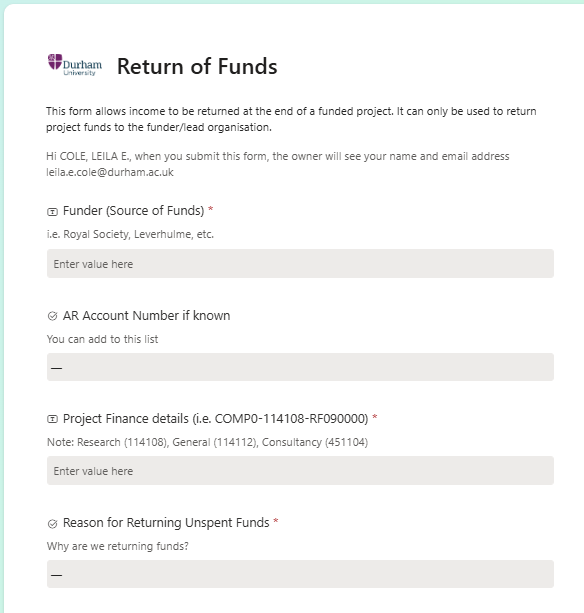 Durham
University
Return of Funds
This form allows income to be returned at the end of a funded project. It can only be used to return
project funds to the funder/lead organisation.
Hi COLE, LEILA E., when you submit this form, the owner will see your name and email address
leila.e.cole@durham.ac.uk
Funder (Source of Funds) *
i.e. Royal Society, Leverhulme, etc.
Enter value here
AR Account Number if known
You can add to this list
—
Project Finance details (i.e. COMP0-114108-RF090000) *
Note: Research (114108), General (114112), Consultancy (451104)
Enter value here
Reason for Returning Unspent Funds *
Why are we returning funds?
—